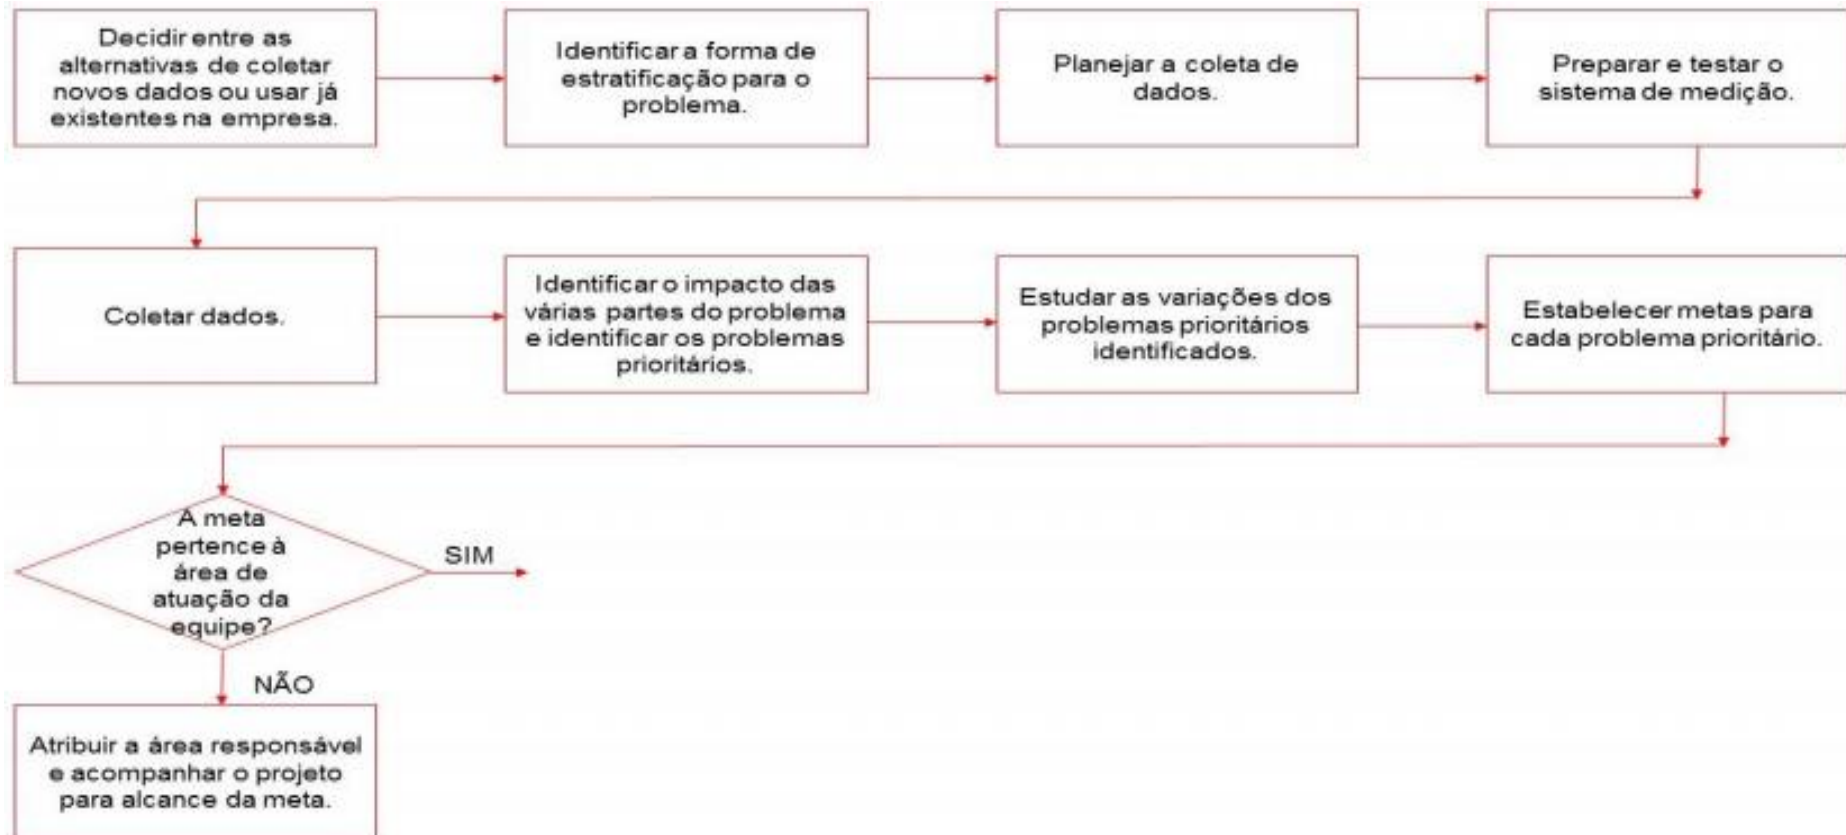 Decidir entre as
alternativas de coletar
novos dados ou usar já
existentes na empresa.
Identificar a forma de
estratificação para o
problema.
Planejar a coleta de
dados.
Preparar e testar o
sistema de medição.
Coletar dados.
Identificar o impacto das
várias partes do problema
e identificar os problemas
prioritários.
Estudar as variações dos
problemas prioritários
identificados.
Estabelecer metas para
cada problema prioritário.
A meta
pertence à
área de
atuação da
equipe?
SIM
NÃO
Atribuir a área responsável
e acompanhar o projeto
para alcance da meta.